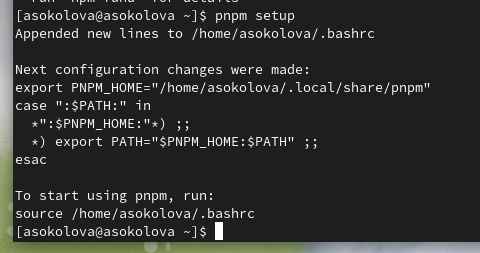 [asokolova@asokolova ~]$ pnpm setup
Appended new lines to /home/asokolova/.bashrc

Next configuration changes were made:
export PNPM_HOME="/home/asokolova/.local/share/pnpm"
case ":$PATH:" in
  *":$PNPM_HOME:"*) ;;
  *) export PATH="$PNPM_HOME:$PATH" ;;
esac

To start using pnpm, run:
source /home/asokolova/.bashrc
[asokolova@asokolova ~]$